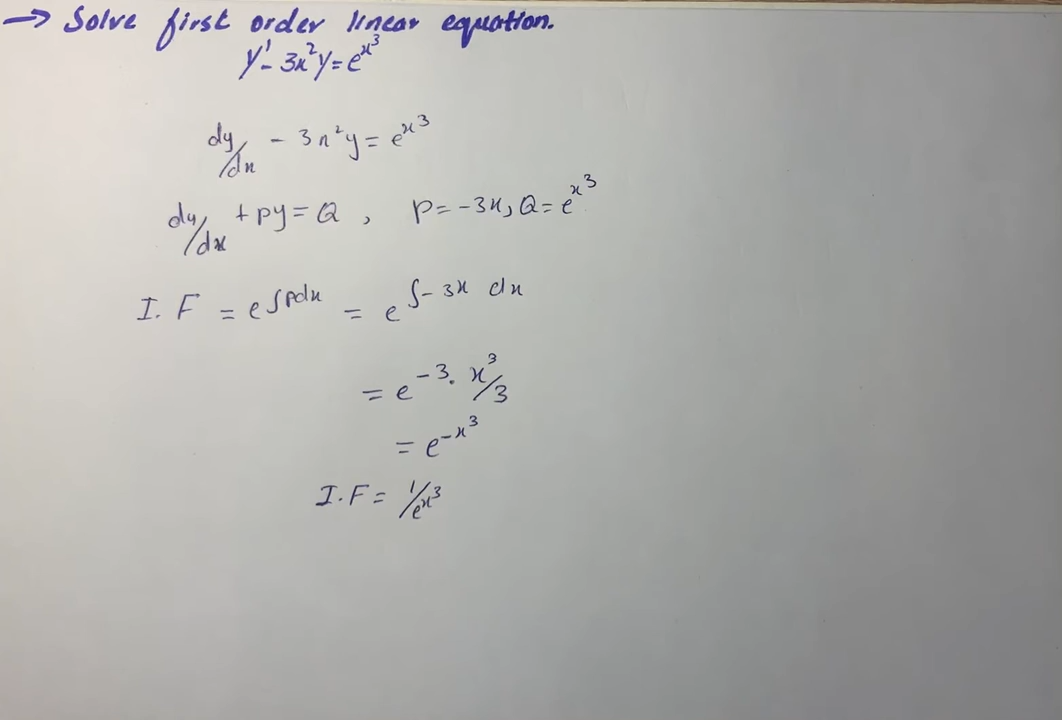 → Solve first order linear equation.
y' - 3x²y = e^x³
dy/dx - 3x²y = e^x³
dy/dx + py = Q , p = -3x, Q = e^x³
I. F = e^∫pdx = e^∫-3x dx
= e^-3. x³/3
= e^-x³
I.F = 1/e^x³